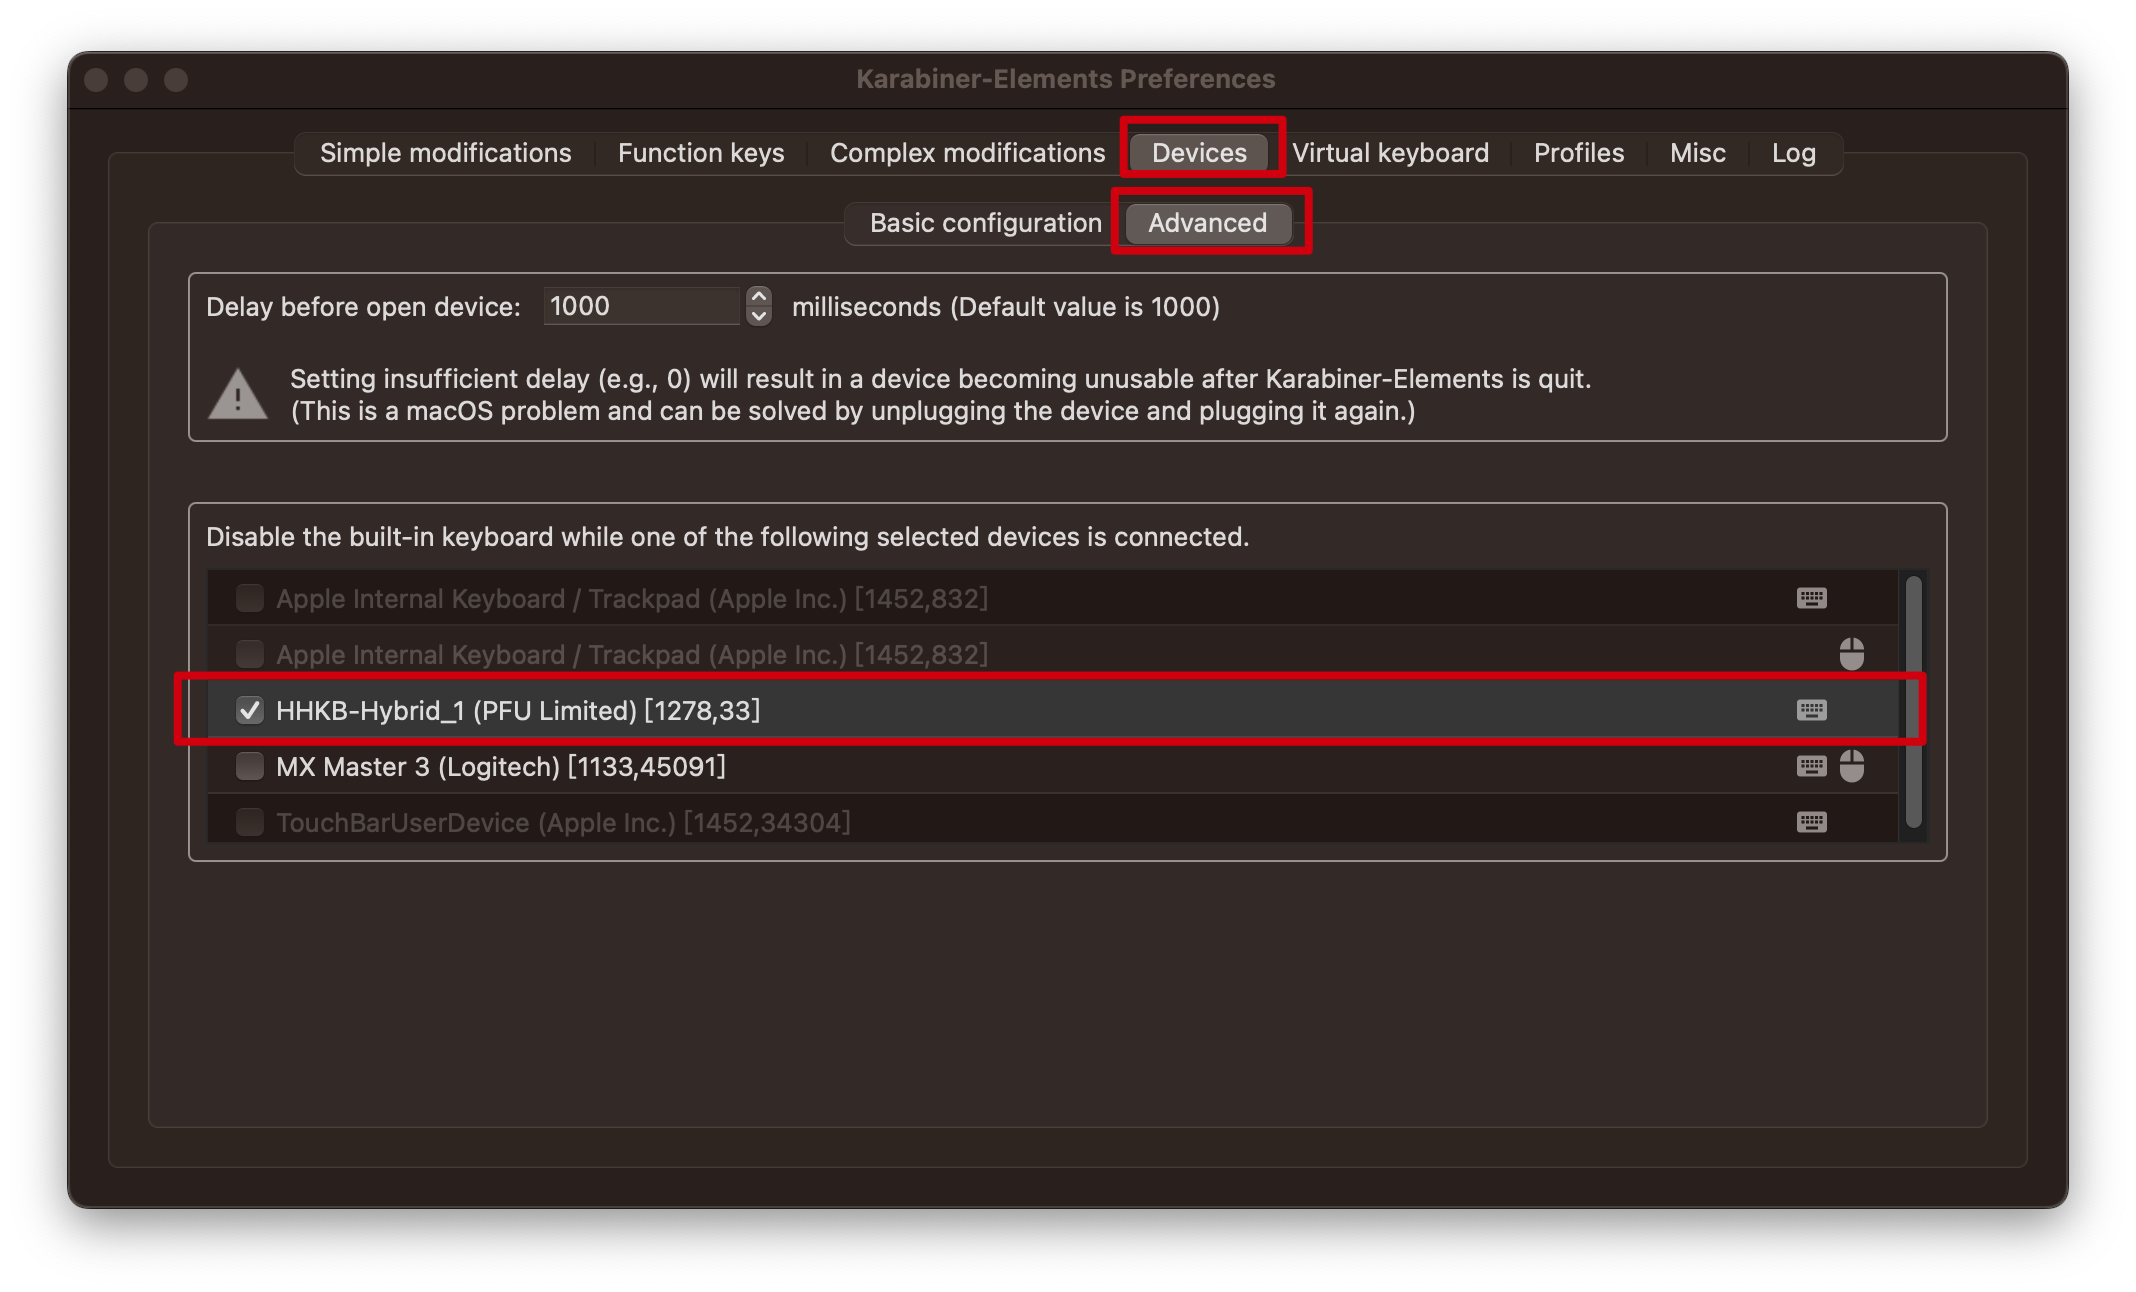 Karabiner-Elements Preferences
Simple modifications Function keys Complex modifications Devices Virtual keyboard Profiles Misc Log
Basic configuration Advanced
Delay before open device: 1000 milliseconds (Default value is 1000)
Setting insufficient delay (e.g., 0) will result in a device becoming unusable after Karabiner-Elements is quit.
(This is a macOS problem and can be solved by unplugging the device and plugging it again.)
Disable the built-in keyboard while one of the following selected devices is connected.
Apple Internal Keyboard / Trackpad (Apple Inc.) [1452,832]
Apple Internal Keyboard / Trackpad (Apple Inc.) [1452,832]
HHKB-Hybrid_1 (PFU Limited) [1278,33]
MX Master 3 (Logitech) [1133,45091]
TouchBarUserDevice (Apple Inc.) [1452,34304]